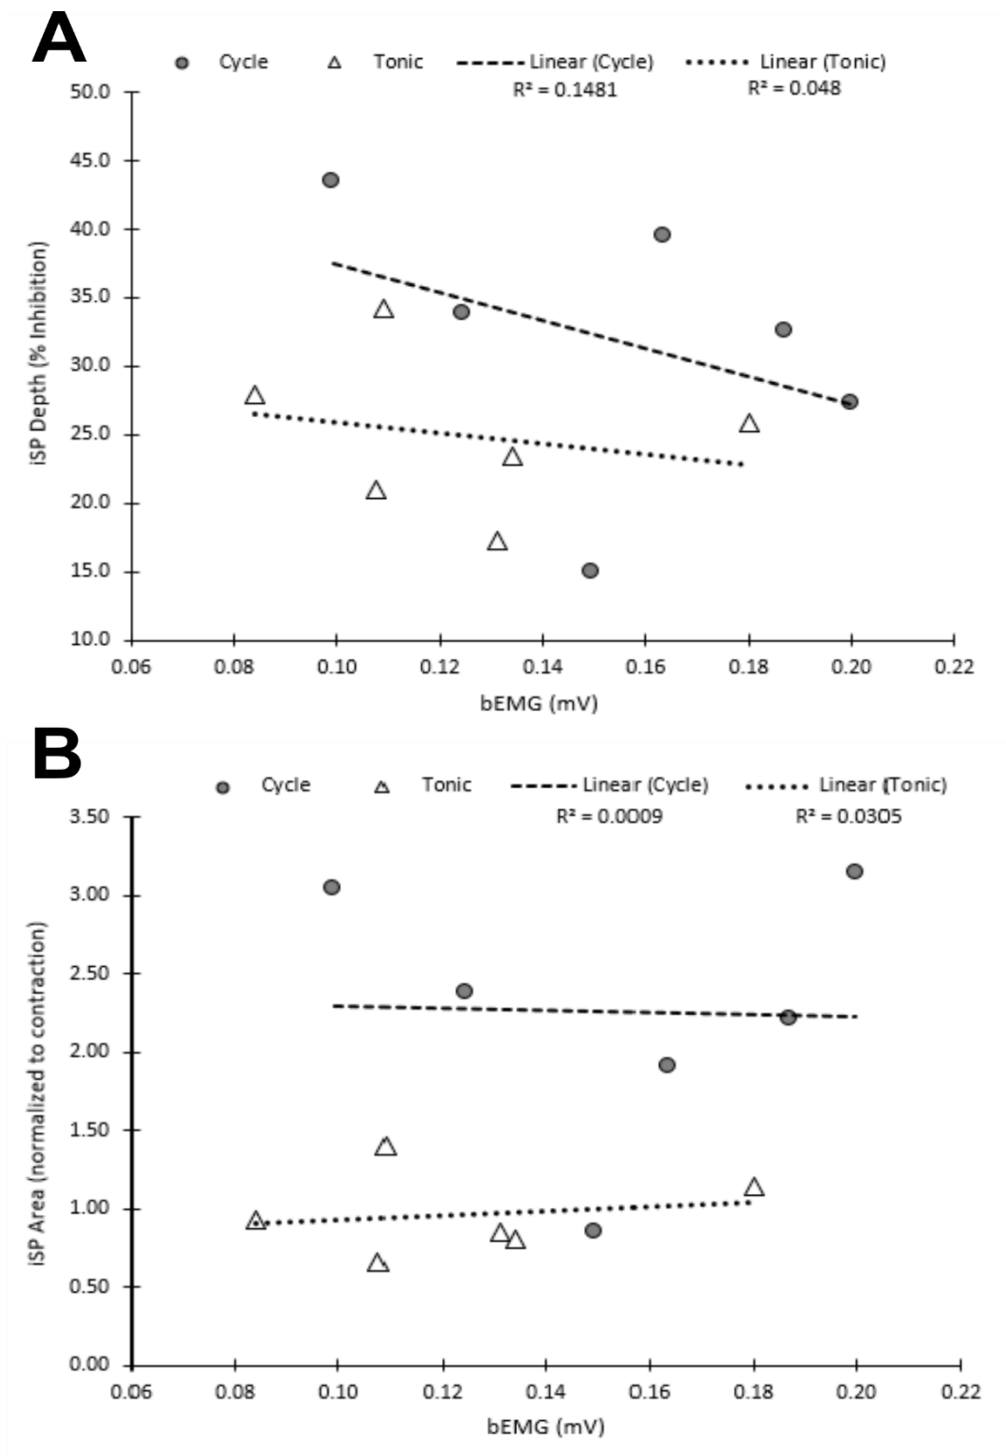 A
Cycle Tonic Linear (Cycle) Linear (Tonic)
R² = 0.1481 R² = 0.048
50.0
45.0
40.0
35.0
30.0
25.0
20.0
15.0
10.0
iSP Depth (% Inhibition)
0.06 0.08 0.10 0.12 0.14 0.16 0.18 0.20 0.22
bEMG (mV)
B
Cycle Tonic Linear (Cycle) Linear (Tonic)
R² = 0.0009 R² = 0.0305
3.50
3.00
2.50
2.00
1.50
1.00
0.50
0.00
iSP Area (normalized to contraction)
0.06 0.08 0.10 0.12 0.14 0.16 0.18 0.20 0.22
bEMG (mV)